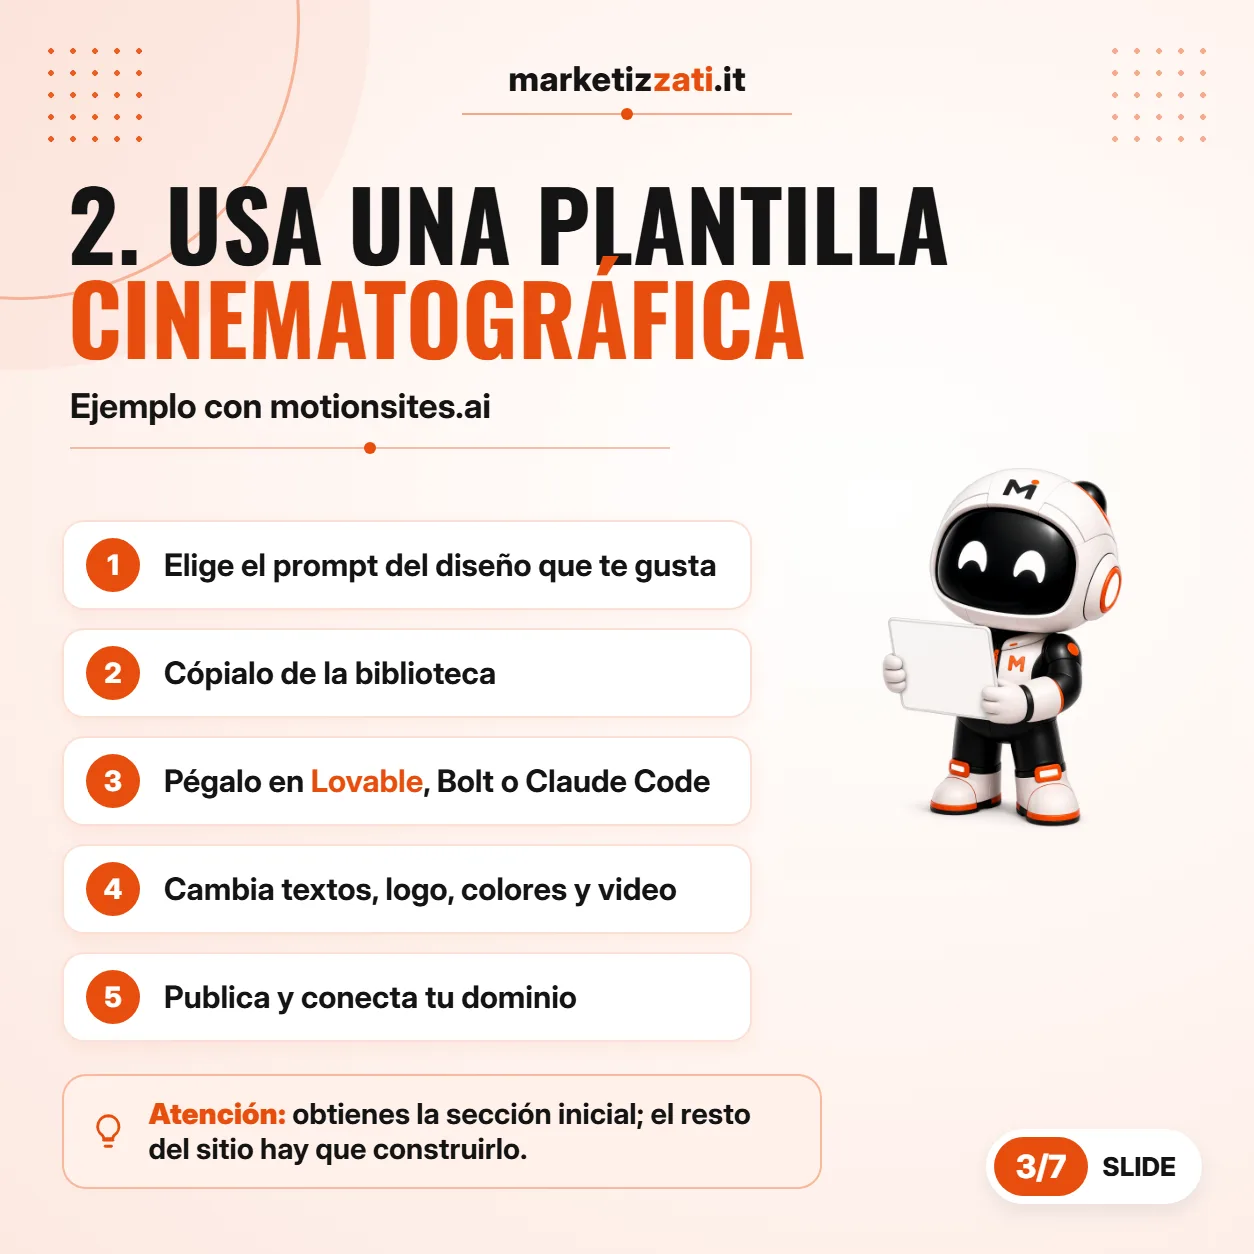 marketizzati.it
2. USA UNA PLANTILLA
CINEMATOGRÁFICA
Ejemplo con motionsites.ai
1 Elige el prompt del diseño que te gusta
2 Cópialo de la biblioteca
3 Pégalo en Lovable, Bolt o Claude Code
4 Cambia textos, logo, colores y video
5 Publica y conecta tu dominio
Atención: obtienes la sección inicial; el resto
del sitio hay que construirlo.
3/7 SLIDE
Mi
M